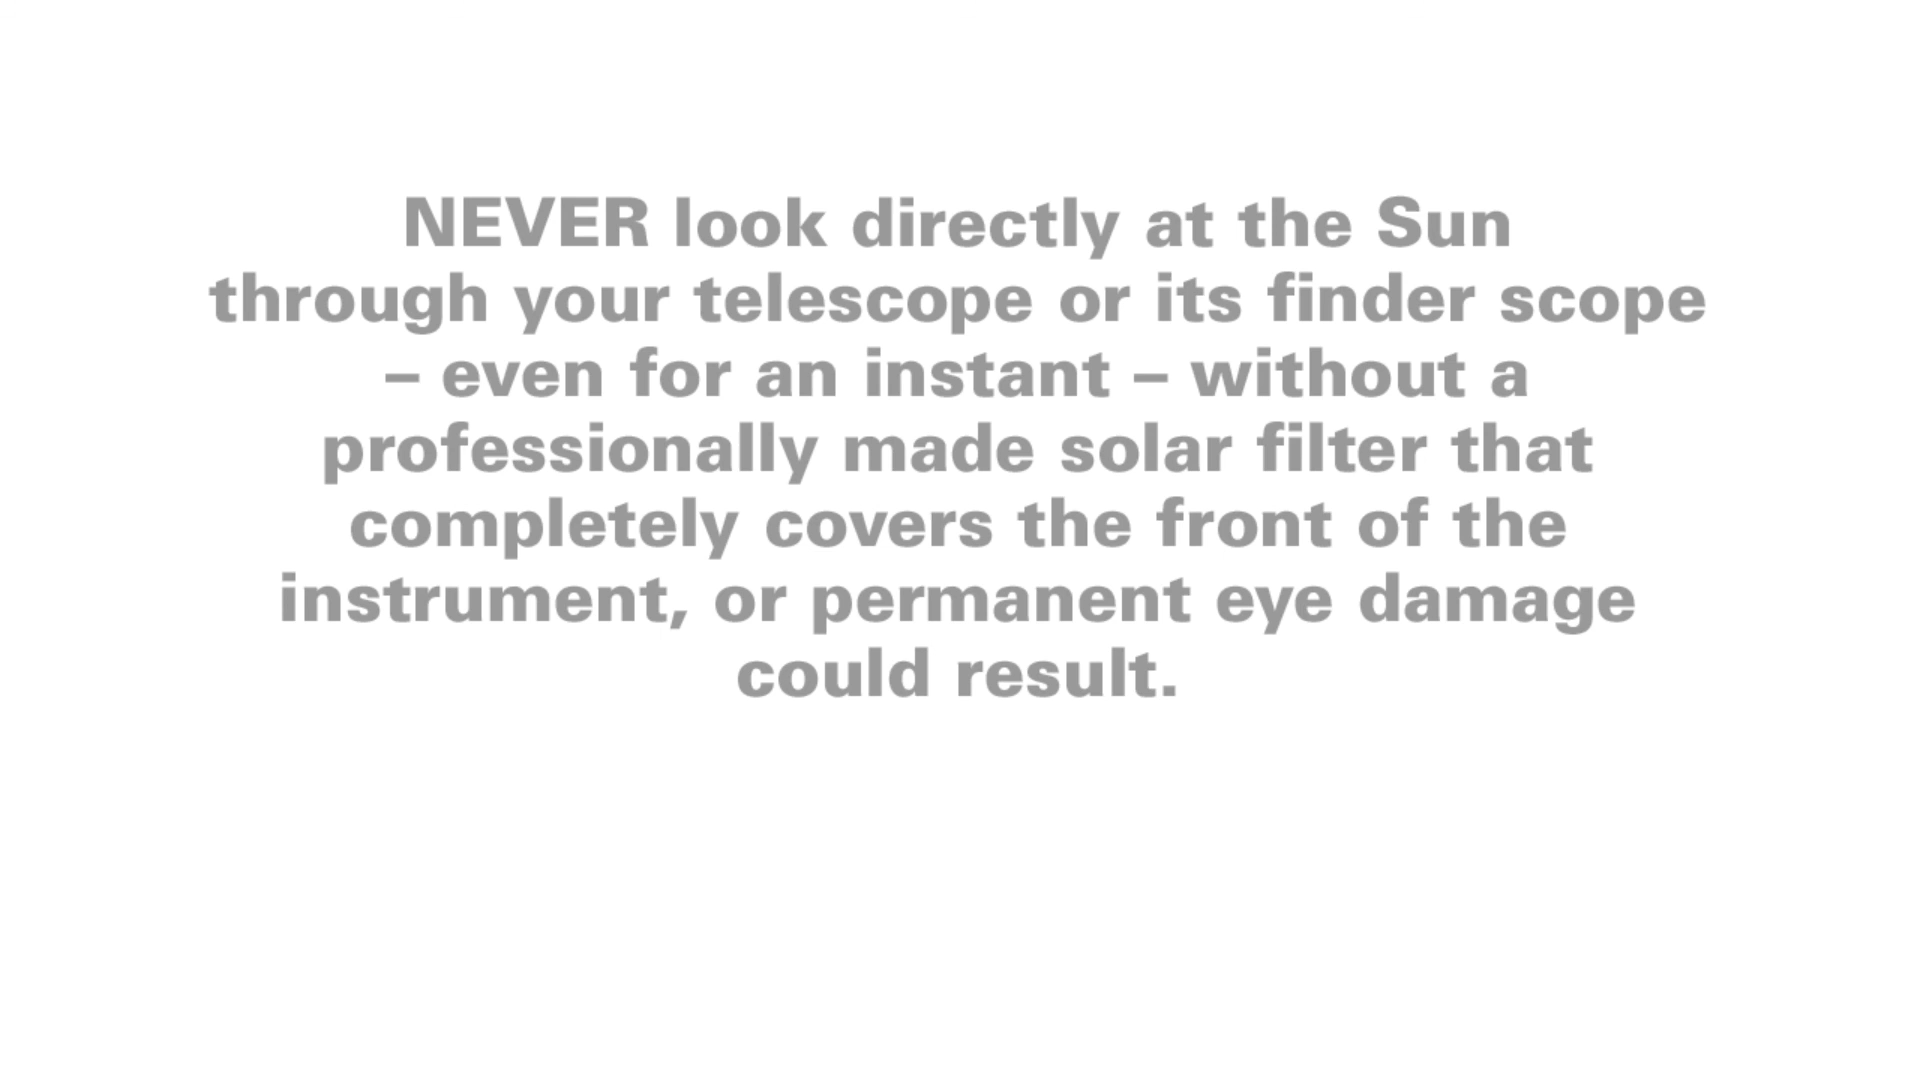 NEVER look directly at the Sun
through your telescope or its finder scope
– even for an instant – without a
professionally made solar filter that
completely covers the front of the
instrument, or permanent eye damage
could result.